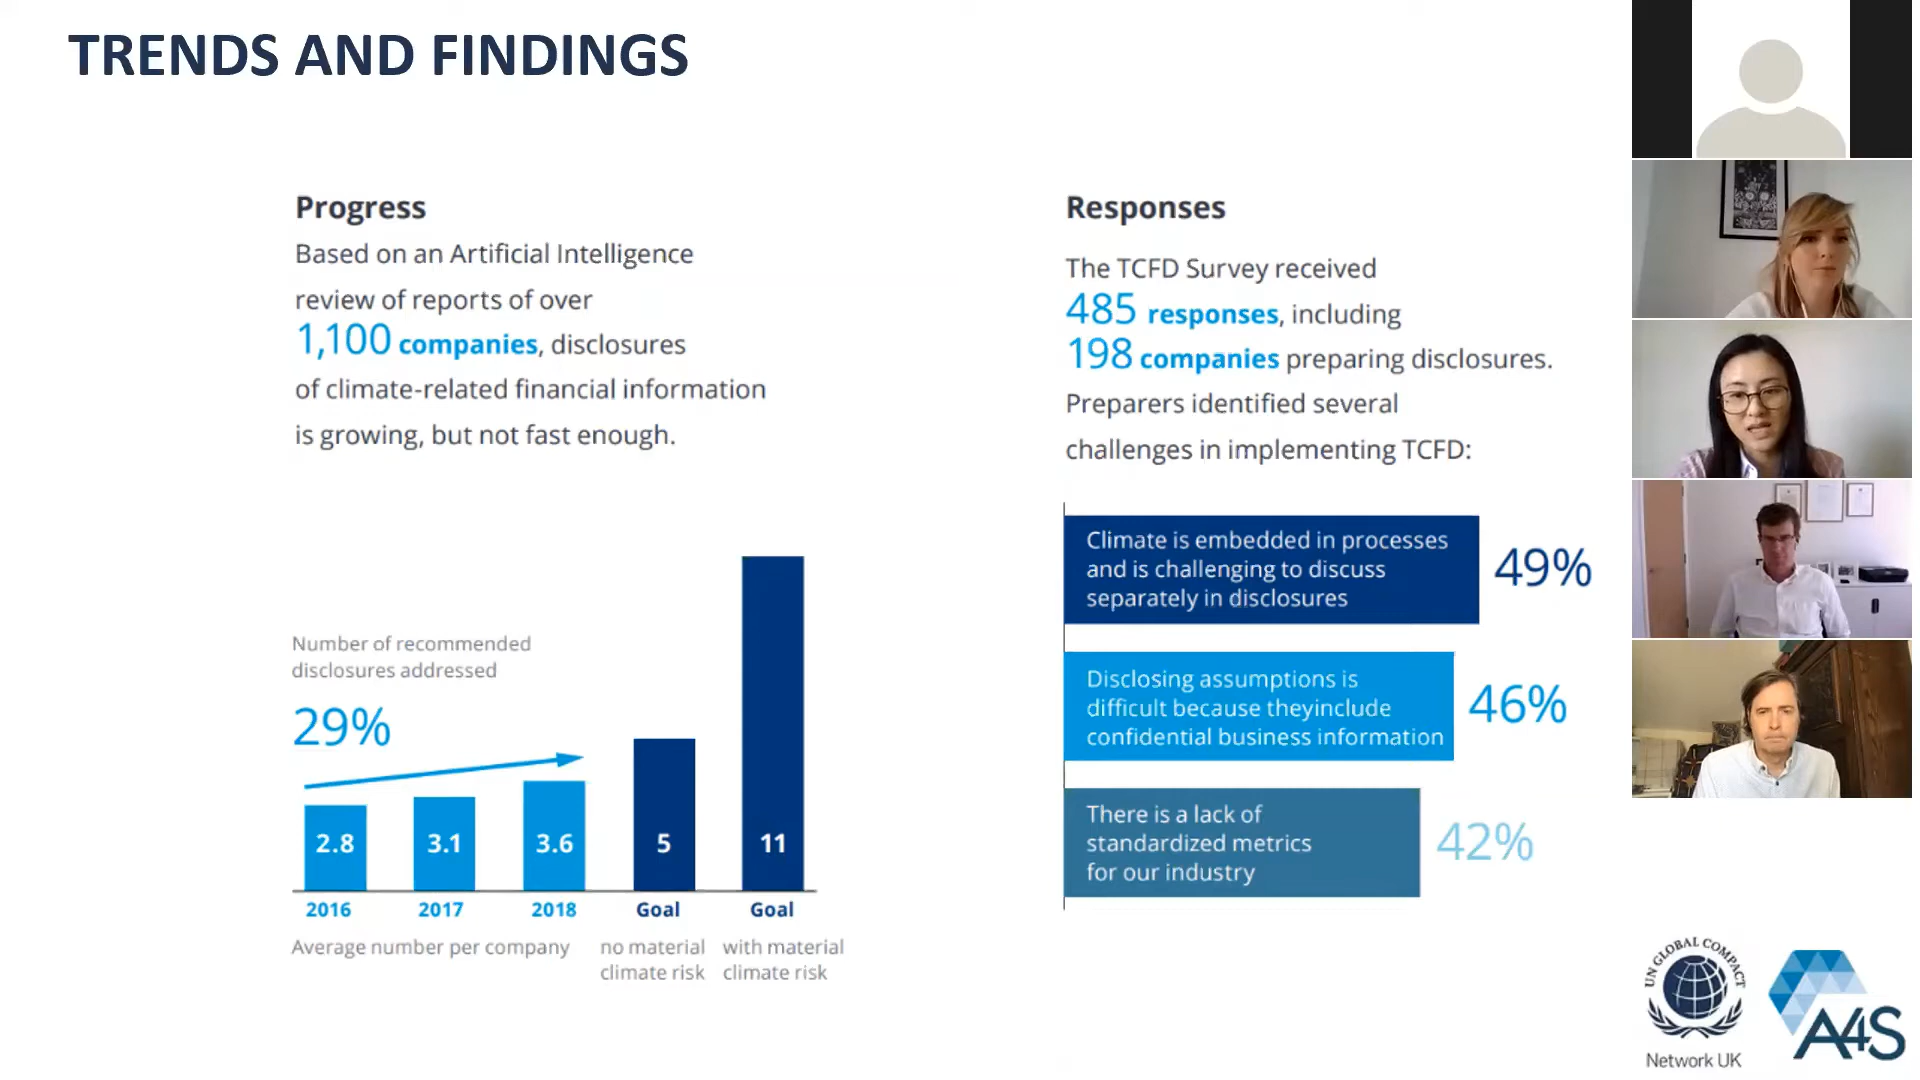 TRENDS AND FINDINGS
Progress
Based on an Artificial Intelligence
review of reports of over
1,100 companies, disclosures
of climate-related financial information
is growing, but not fast enough.
Number of recommended
disclosures addressed
29%
2.8
3.1
3.6
5
11
2016
2017
2018
Goal
Goal
Average number per company
no material
climate risk
with material
climate risk
Responses
The TCFD Survey received
485 responses, including
198 companies preparing disclosures.
Preparers identified several
challenges in implementing TCFD:
Climate is embedded in processes
and is challenging to discuss
separately in disclosures
49%
Disclosing assumptions is
difficult because theyinclude
confidential business information
46%
There is a lack of
standardized metrics
for our industry
42%
UN GLOBAL COMPACT
Network UK
A4S